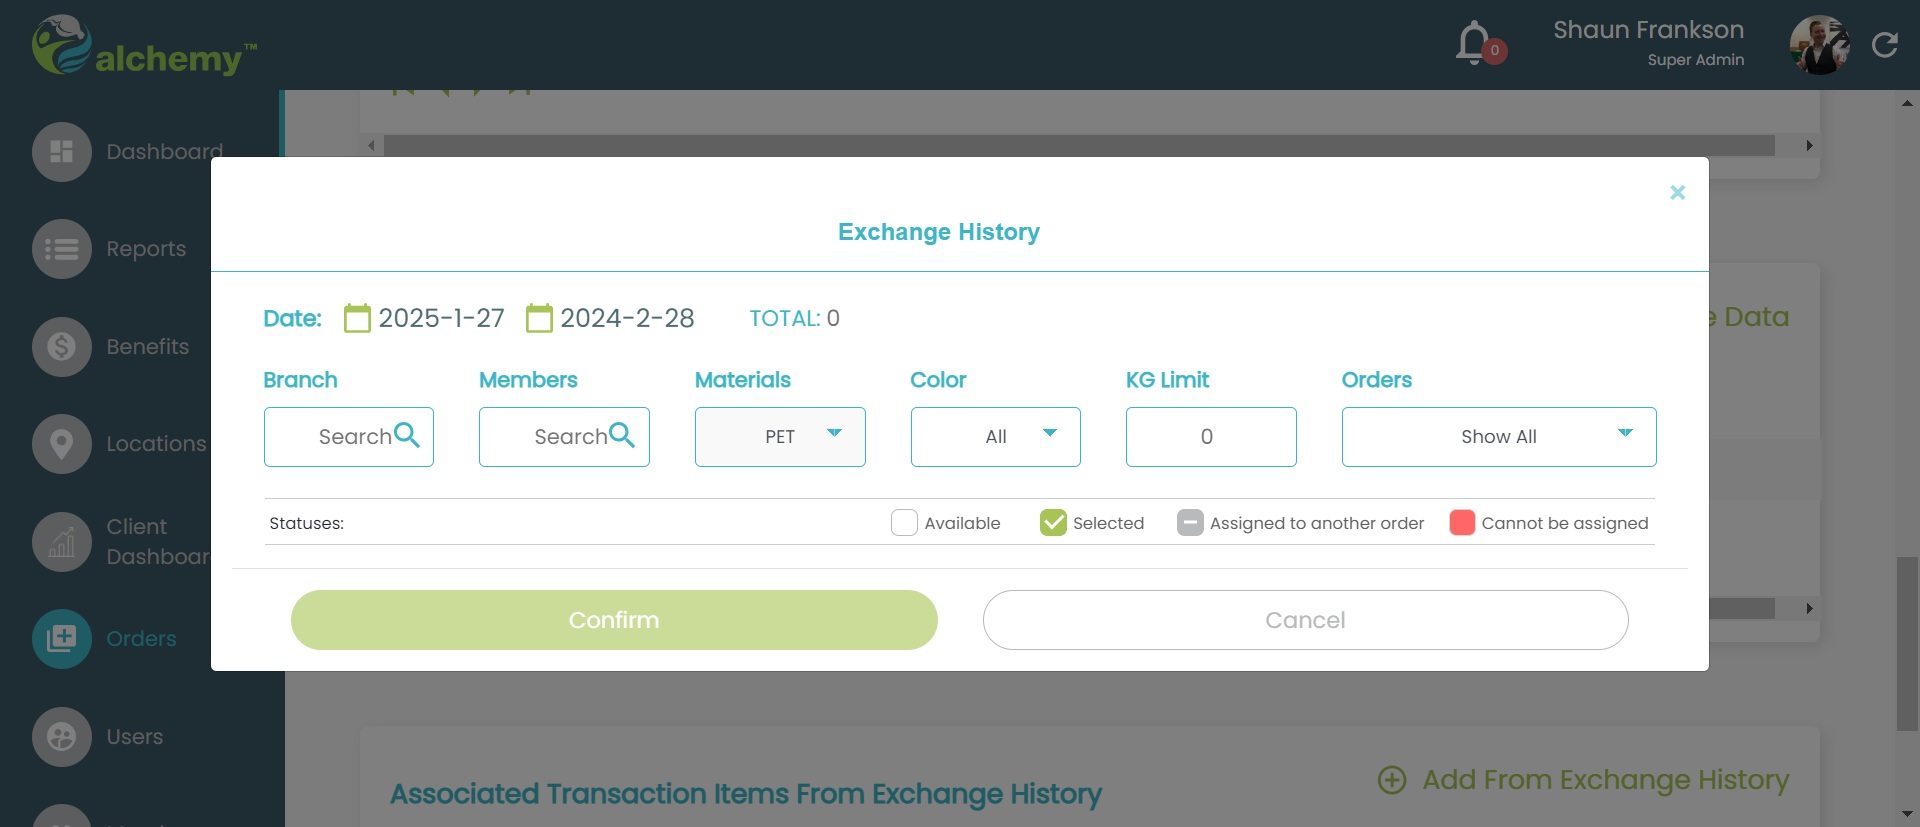 alchemy™
0
Shaun Frankson
Super Admin
Dashboard
Reports
Benefits
Locations
Client
Dashboar
Orders
Users
Exchange History
Date: 2025-1-27 2024-2-28 TOTAL: 0
Data
Branch Members Materials Color KG Limit Orders
Search Search PET All 0 Show All
Statuses: Available Selected Assigned to another order Cannot be assigned
Confirm Cancel
Associated Transaction Items From Exchange History
Add From Exchange History